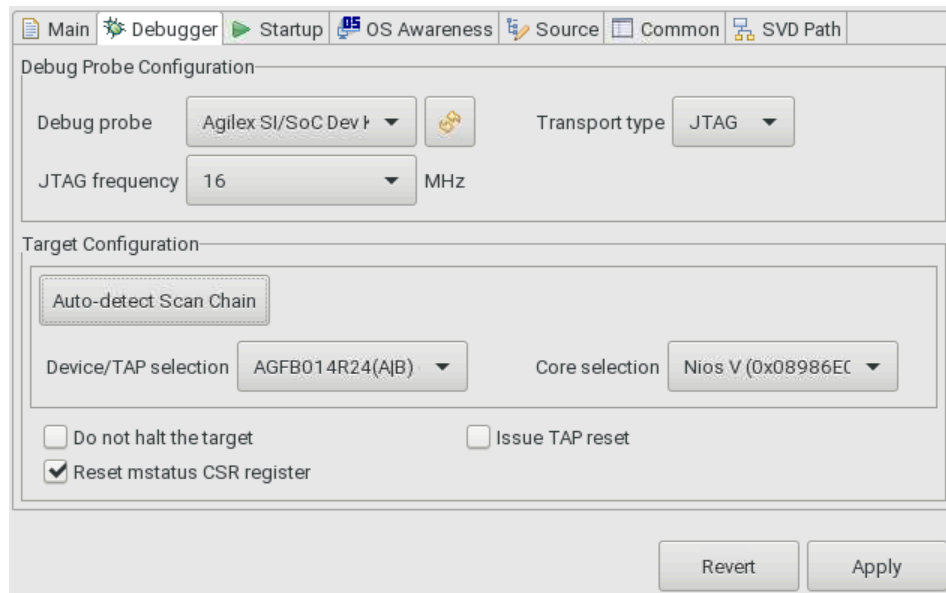 Main Debugger Startup OS Awareness Source Common SVD Path
Debug Probe Configuration
Debug probe Agilex SI/SoC Dev Transport type JTAG
JTAG frequency 16 MHz
Target Configuration
Auto-detect Scan Chain
Device/TAP selection AGFB014R24(A|B) Core selection Nios V (0x08986E0
Do not halt the target Issue TAP reset
Reset mstatus CSR register
Revert Apply